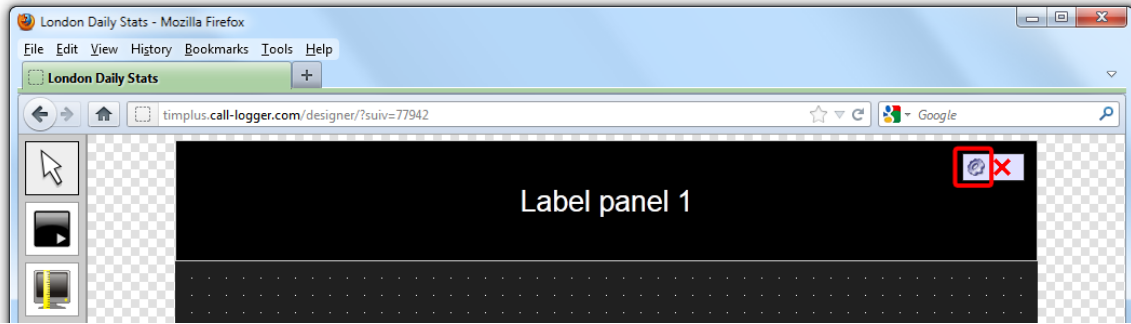 London Daily Stats - Mozilla Firefox
File Edit View History Bookmarks Tools Help
London Daily Stats
timplus.call-logger.com/designer/?suiv=77942
Google
Label panel 1